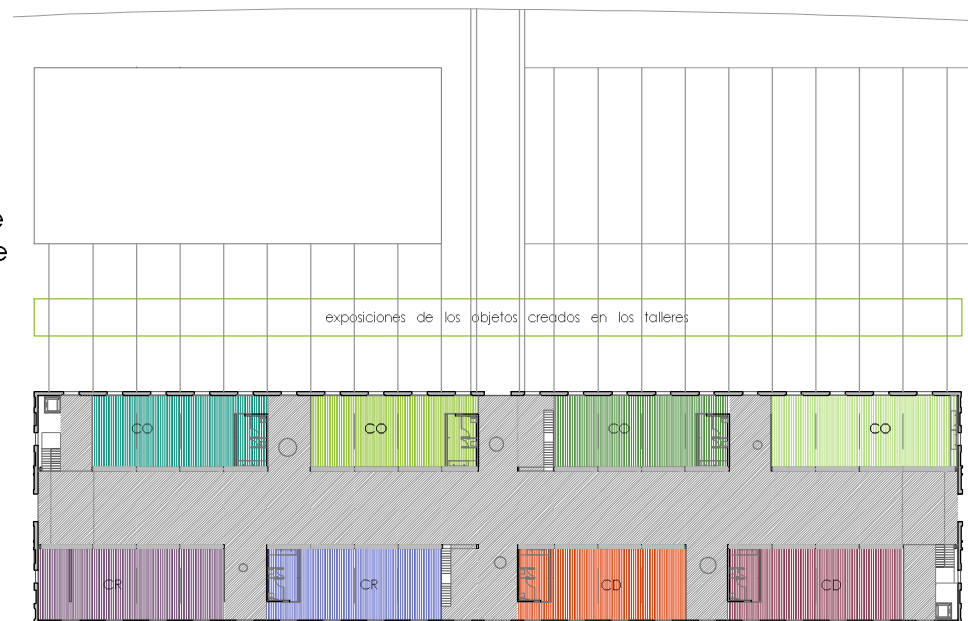 e
e
exposiciones de los objetos creados en los talleres
CO CO CO CO
CR CR CD CD